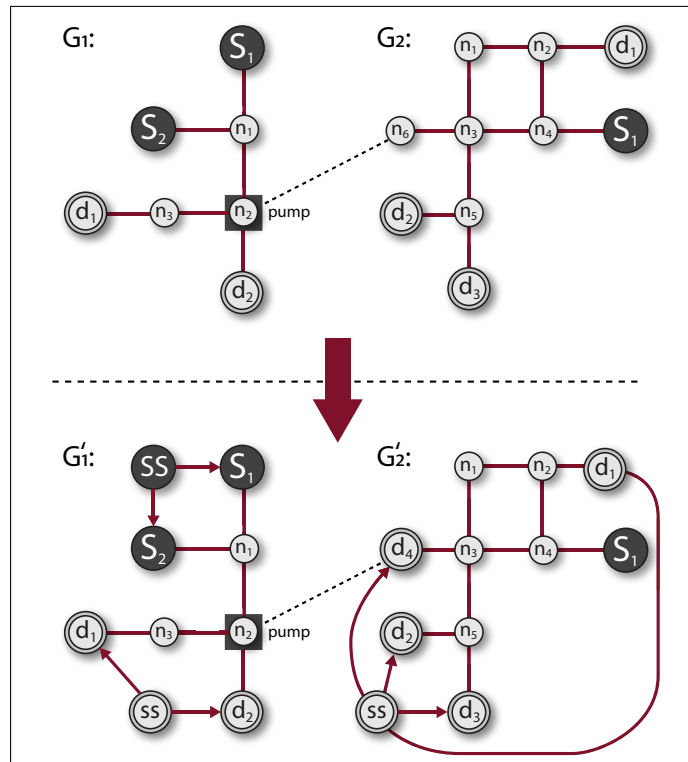 G₁: G₂:
S₁ n₁ n₂ d₁
S₂ n₁ n₆ n₃ n₄ S₁
d₁ n₃ n₂ pump d₂ n₅
d₂ d₃
G′₁: G′₂:
SS S₁ n₁ n₂ d₁
S₂ n₁ d₄ n₃ n₄ S₁
d₁ n₃ n₂ pump d₂ n₅
ss d₂ ss d₃